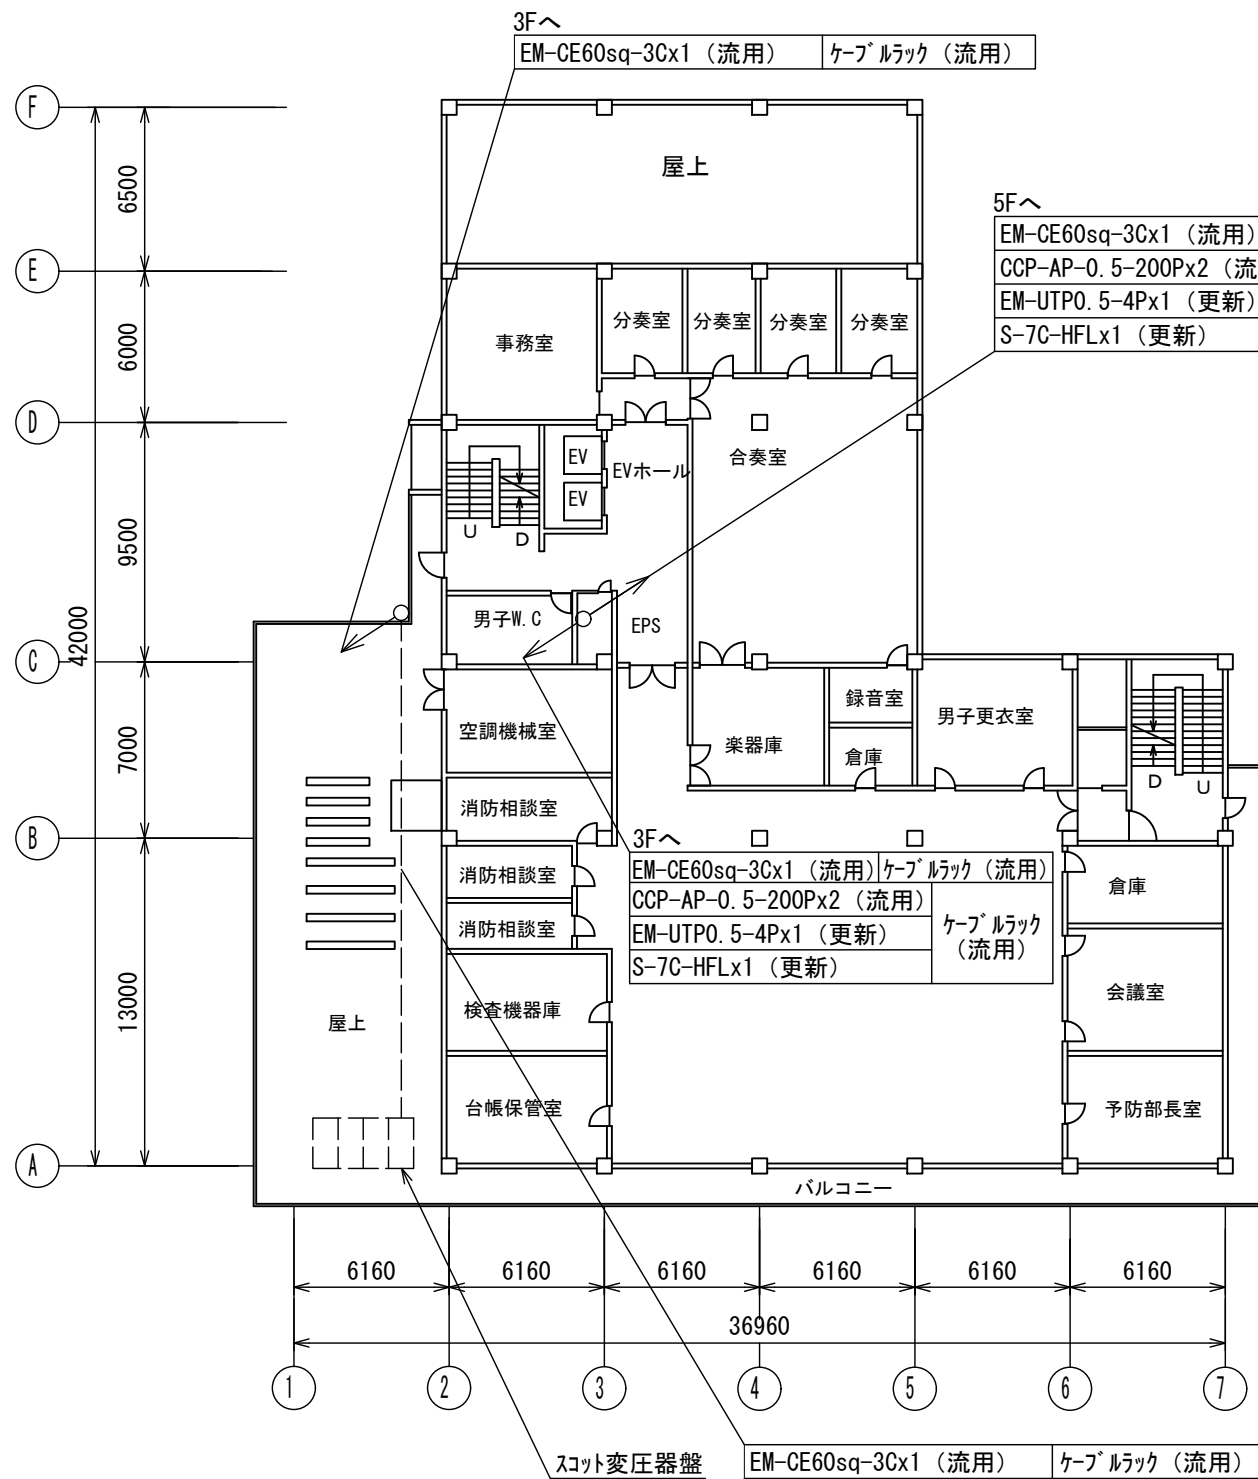 3Fへ
EM-CE60sq-3Cx1（流用） ケーブルラック（流用）
F
屋上
6500
5Fへ
EM-CE60sq-3Cx1（流用）
CCP-AP-0.5-200Px2（流
EM-UTP0.5-4Px1（更新）
S-7C-HFLx1（更新）
E
事務室
分奏室 分奏室 分奏室 分奏室
6000
D
EV
EV
EVホール
合奏室
U
D
9500
42000
男子W.C
EPS
C
空調機械室
録音室
男子更衣室
楽器庫
倉庫
7000
D
U
消防相談室
B
3Fへ
EM-CE60sq-3Cx1（流用） ケーブルラック（流用）
CCP-AP-0.5-200Px2（流用）
EM-UTP0.5-4Px1（更新）
S-7C-HFLx1（更新）
ケーブルラック
（流用）
消防相談室
倉庫
消防相談室
会議室
検査機器庫
屋上
13000
台帳保管室
予防部長室
A
バルコニー
6160 6160 6160 6160 6160 6160
36960
1 2 3 4 5 6 7
スコット変圧器盤
EM-CE60sq-3Cx1（流用） ケーブルラック（流用）